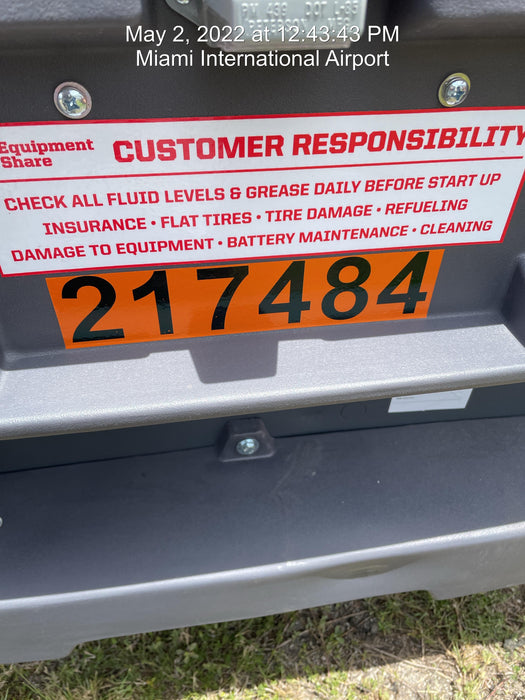 May 2, 2022 at 12:43:43 PM
Miami International Airport
Equipment
Share
CUSTOMER RESPONSIBILITY
CHECK ALL FLUID LEVELS & GREASE DAILY BEFORE START UP
INSURANCE • FLAT TIRES • TIRE DAMAGE • REFUELING
DAMAGE TO EQUIPMENT • BATTERY MAINTENANCE • CLEANING
217484